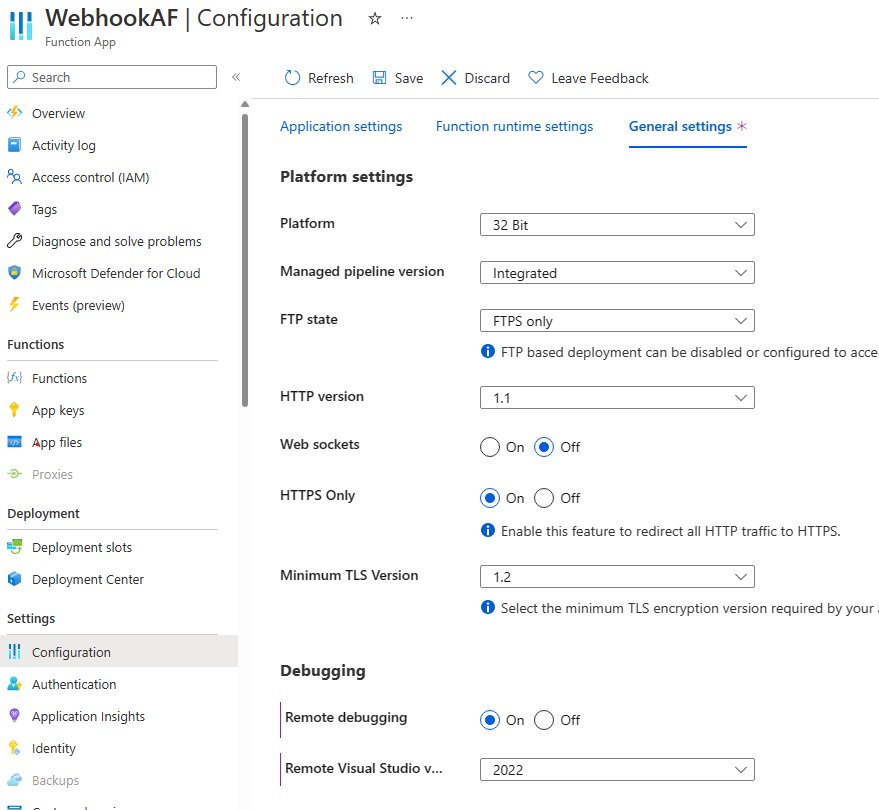 WebhookAF | Configuration ☆ ...
Function App
Search «
Refresh Save Discard Leave Feedback
Overview
Activity log
Access control (IAM)
Tags
Diagnose and solve problems
Microsoft Defender for Cloud
Events (preview)
Functions
Functions
App keys
App files
Proxies
Deployment
Deployment slots
Deployment Center
Settings
Configuration
Authentication
Application Insights
Identity
Backups
Application settings Function runtime settings General settings *
Platform settings
Platform 32 Bit
Managed pipeline version Integrated
FTP state FTPS only
FTP based deployment can be disabled or configured to acce
HTTP version 1.1
Web sockets On Off
HTTPS Only On Off
Enable this feature to redirect all HTTP traffic to HTTPS.
Minimum TLS Version 1.2
Select the minimum TLS encryption version required by your a
Debugging
Remote debugging On Off
Remote Visual Studio v... 2022